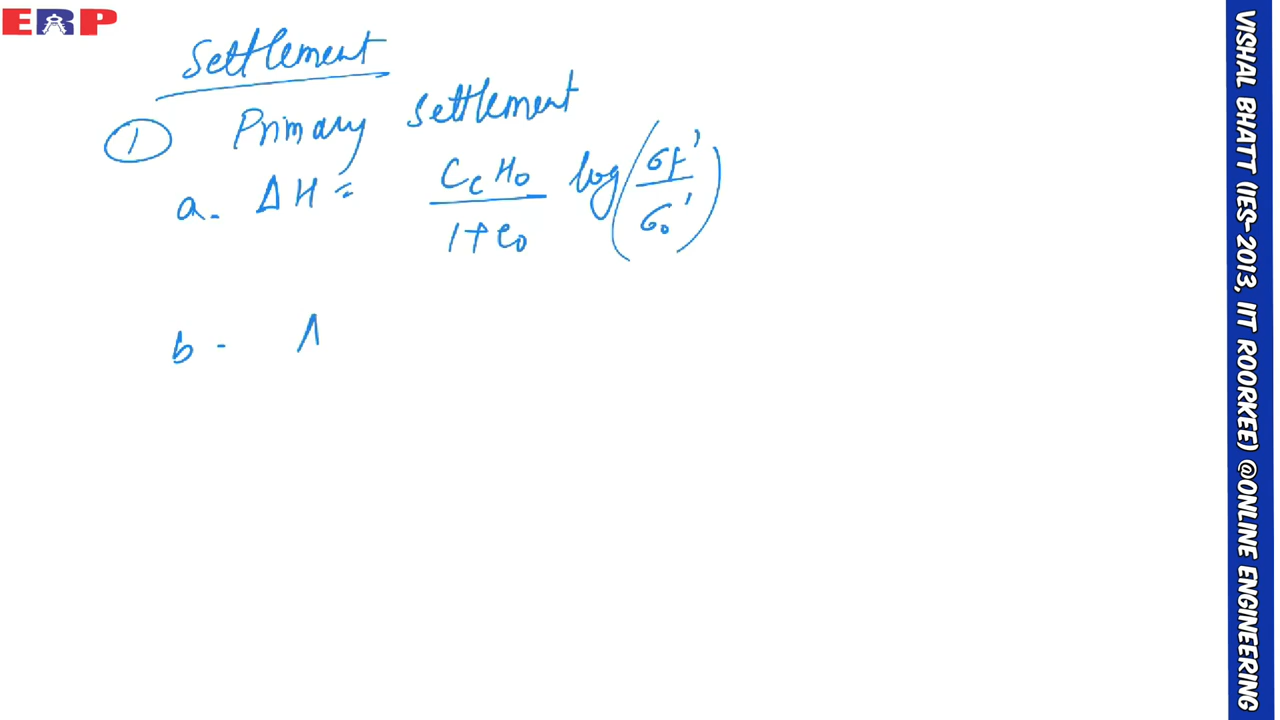 ERP
Settlement
① Primary Settlement
a. ΔH = CcH₀ / 1+e₀ log(σf' / σ₀')
b -
VISHAL BHATT (IES-2013, IIT ROORKEE) @ONLINE ENGINEERING